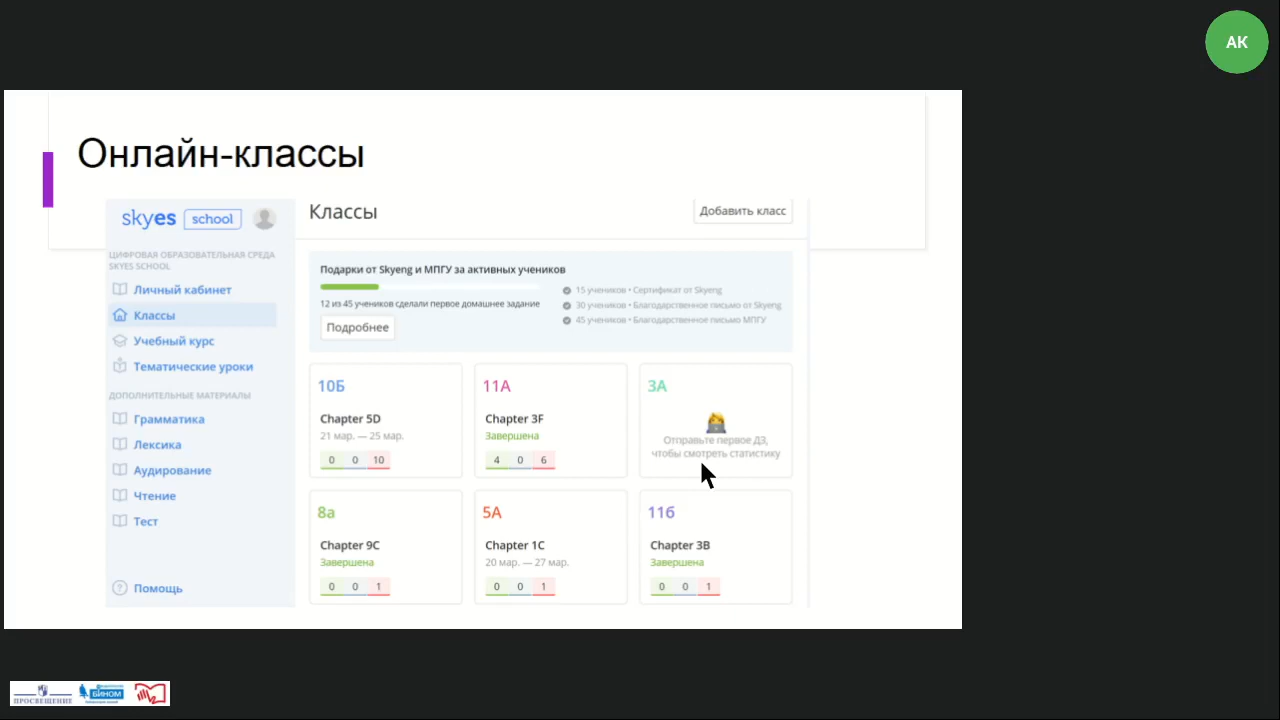 АК
Онлайн-классы
skyes school
ЦИФРОВАЯ ОБРАЗОВАТЕЛЬНАЯ СРЕДА
SKYES SCHOOL
Личный кабинет
Классы
Учебный курс
Тематические уроки
ДОПОЛНИТЕЛЬНЫЕ МАТЕРИАЛЫ
Грамматика
Лексика
Аудирование
Чтение
Тест
? Помощь
Классы
Добавить класс
Подарки от Skyeng и МПГУ за активных учеников
12 из 45 учеников сделали первое домашнее задание
Подробнее
15 учеников • Сертификат от Skyeng
30 учеников • Благодарственное письмо от Skyeng
45 учеников • Благодарственное письмо МПГУ
10Б
Chapter 5D
21 мар. — 25 мар.
0 0 10
11А
Chapter 3F
Завершена
4 0 6
3А
Отправьте первое ДЗ,
чтобы смотреть статистику
8а
Chapter 9C
Завершена
0 0 1
5А
Chapter 1C
20 мар. — 27 мар.
0 0 1
11б
Chapter 3B
Завершена
0 0 1
ПРОСВЕЩЕНИЕ
БИНОМ